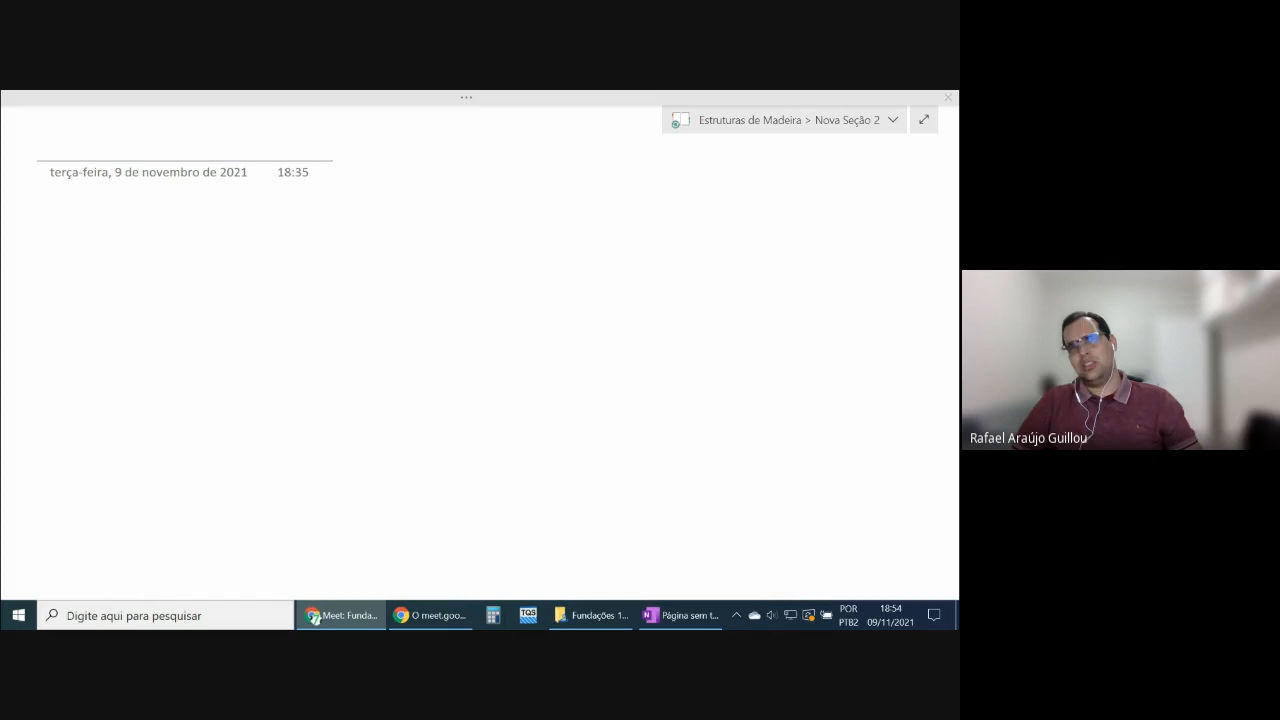 ...
Estruturas de Madeira > Nova Seção 2
terça-feira, 9 de novembro de 2021 18:35
Rafael Araújo Guillou
Digite aqui para pesquisar
Meet: Funda...
O meet.goo...
TQS
Fundações 1...
Página sem t...
POR
PTB2
18:54
09/11/2021